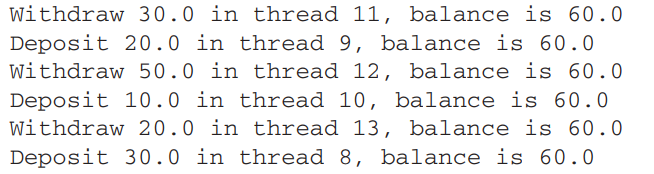 Withdraw 30.0 in thread 11, balance is 60.0
Deposit 20.0 in thread 9, balance is 60.0
Withdraw 50.0 in thread 12, balance is 60.0
Deposit 10.0 in thread 10, balance is 60.0
Withdraw 20.0 in thread 13, balance is 60.0
Deposit 30.0 in thread 8, balance is 60.0